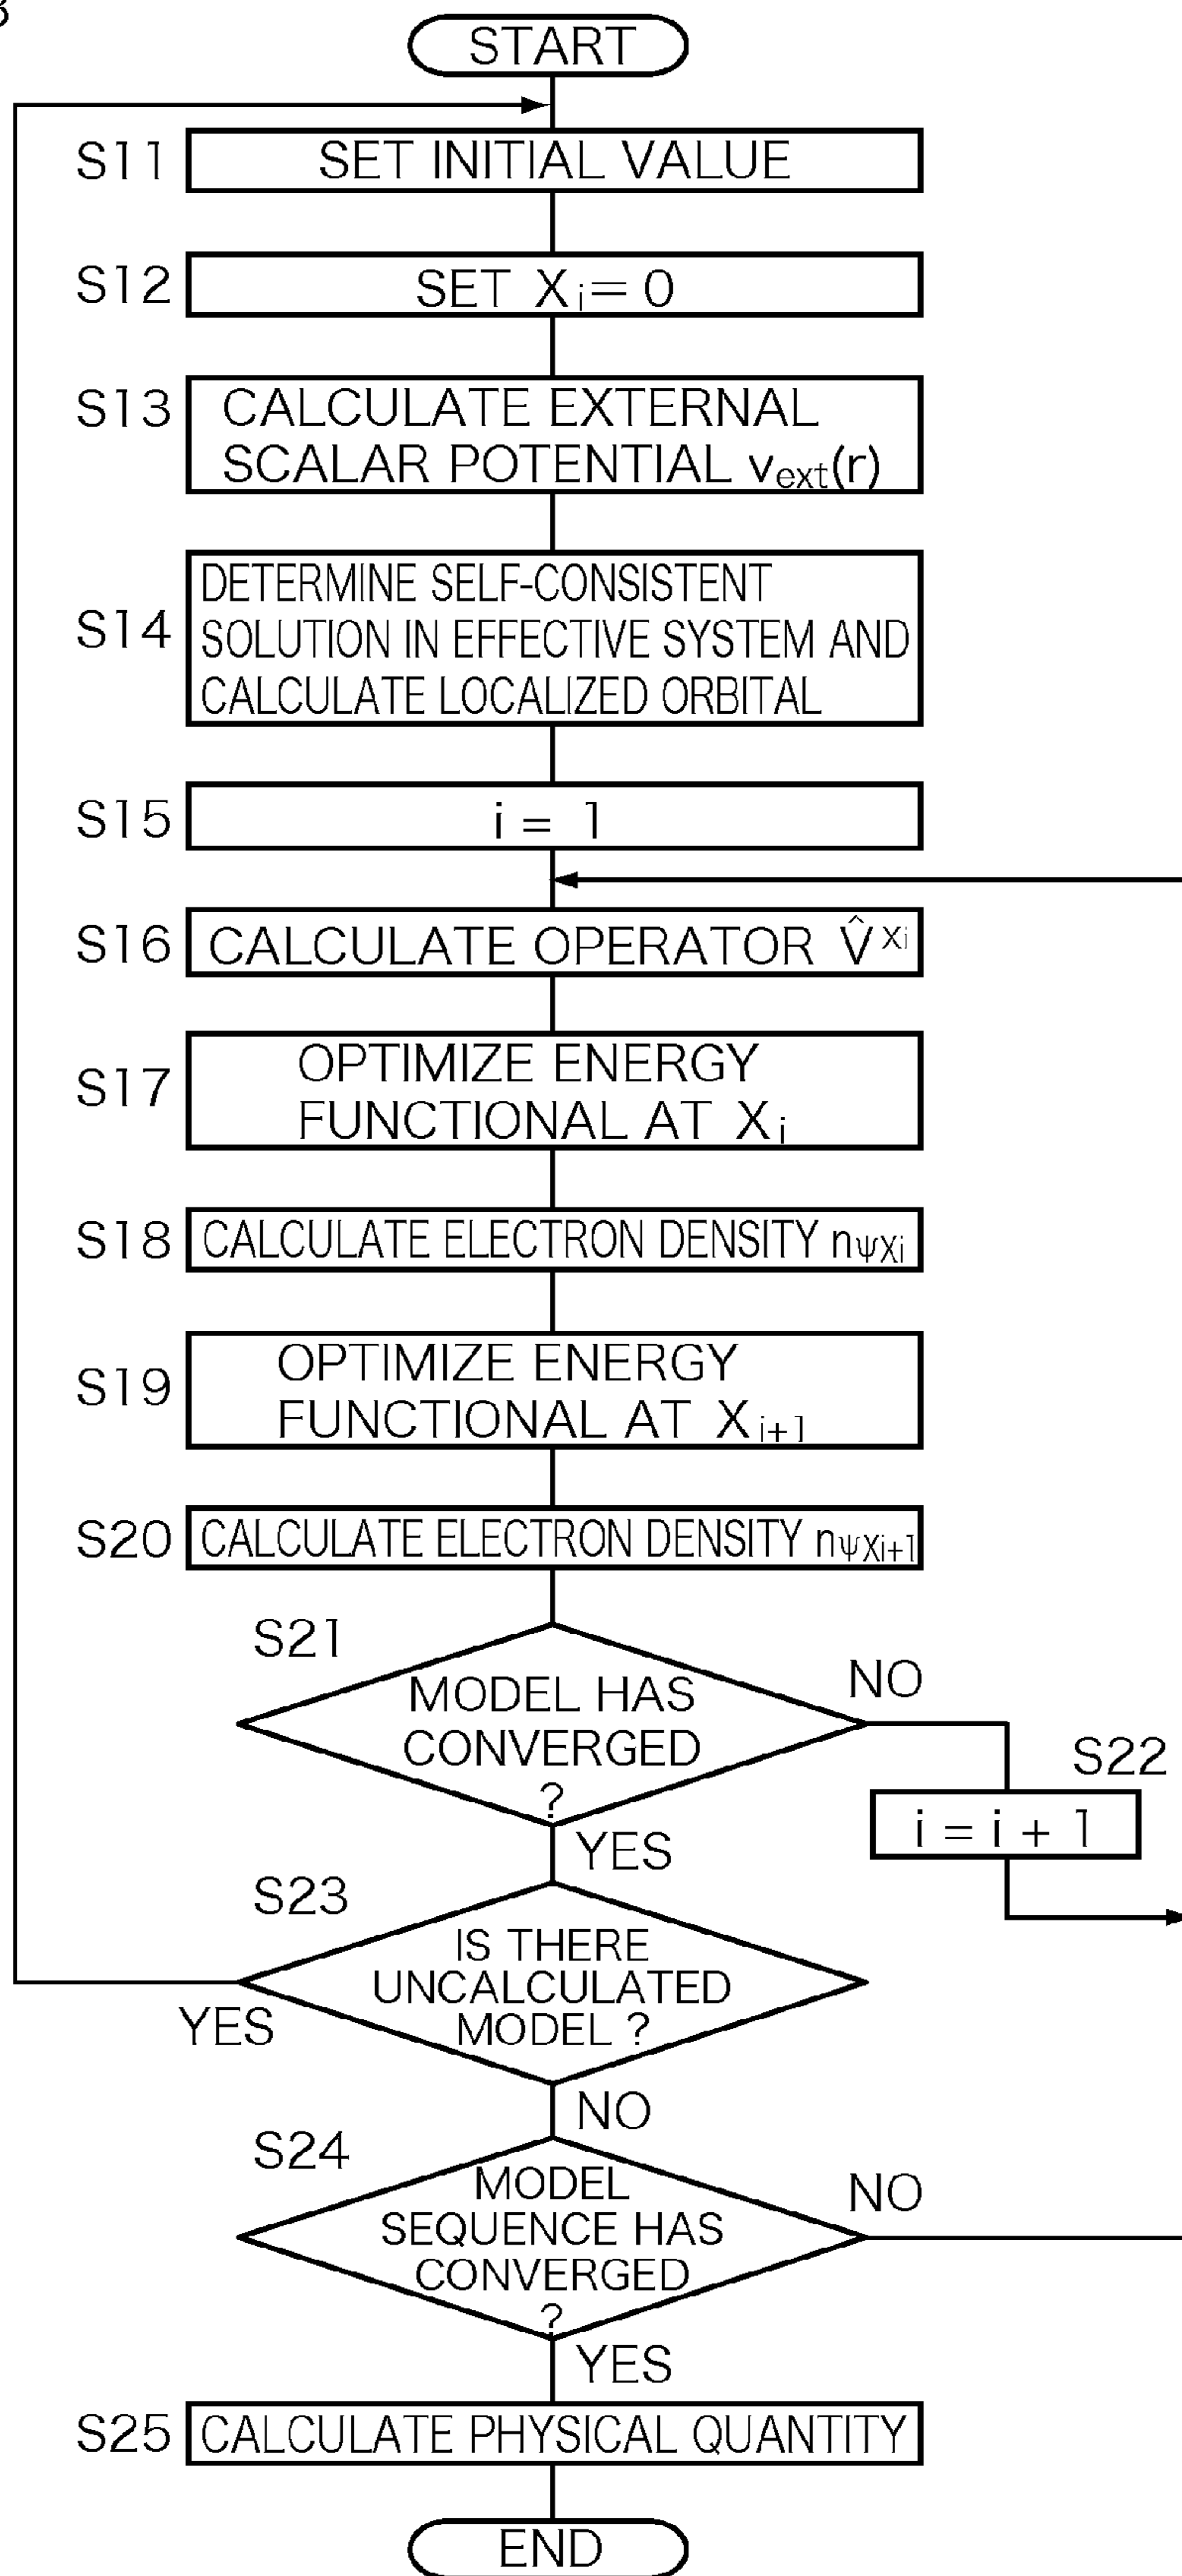 START
S11 SET INITIAL VALUE
S12 SET Xᵢ= 0
S13 CALCULATE EXTERNAL
SCALAR POTENTIAL v_ext(r)
S14 DETERMINE SELF-CONSISTENT
SOLUTION IN EFFECTIVE SYSTEM AND
CALCULATE LOCALIZED ORBITAL
S15 i = 1
S16 CALCULATE OPERATOR V̂^Xi
S17 OPTIMIZE ENERGY
FUNCTIONAL AT Xᵢ
S18 CALCULATE ELECTRON DENSITY n_ψXi
S19 OPTIMIZE ENERGY
FUNCTIONAL AT X_i+1
S20 CALCULATE ELECTRON DENSITY n_ψXi+1
S21
MODEL HAS
CONVERGED
?
NO
S22
i = i + 1
YES
S23
IS THERE
UNCALCULATED
MODEL ?
YES
NO
S24
MODEL
SEQUENCE HAS
CONVERGED
?
NO
YES
S25 CALCULATE PHYSICAL QUANTITY
END